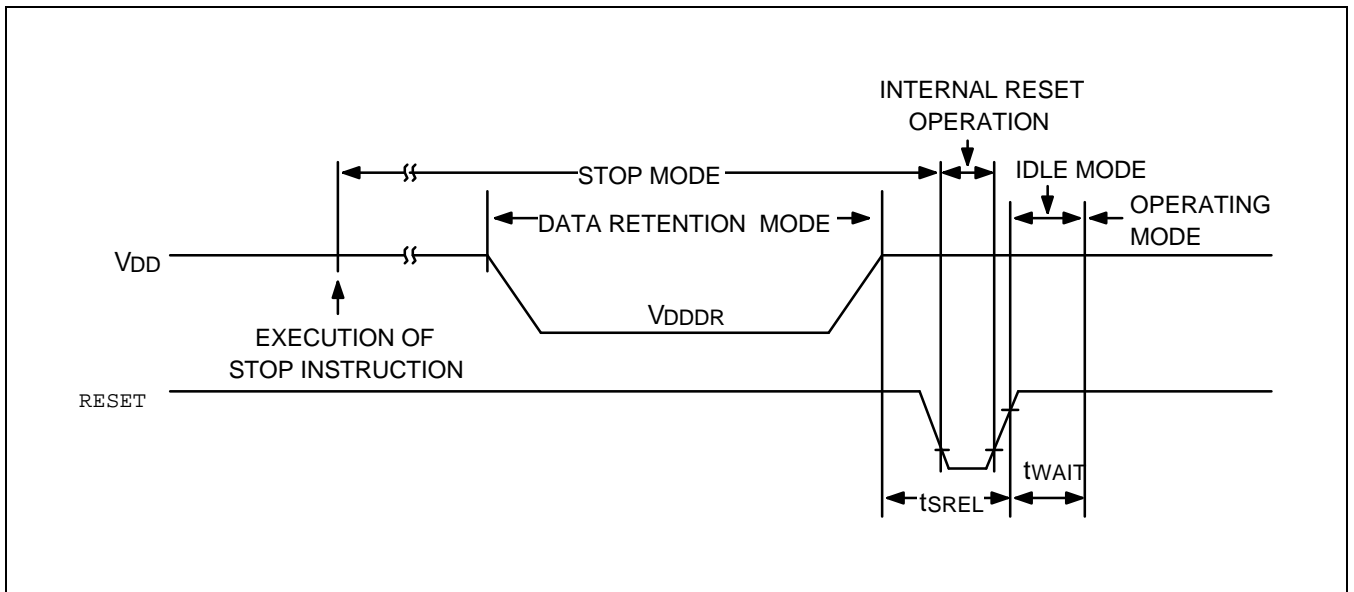 INTERNAL RESET
OPERATION
STOP MODE
IDLE MODE
DATA RETENTION MODE
OPERATING
MODE
VDD
VDDDR
EXECUTION OF
STOP INSTRUCTION
RESET
tWAIT
tSREL